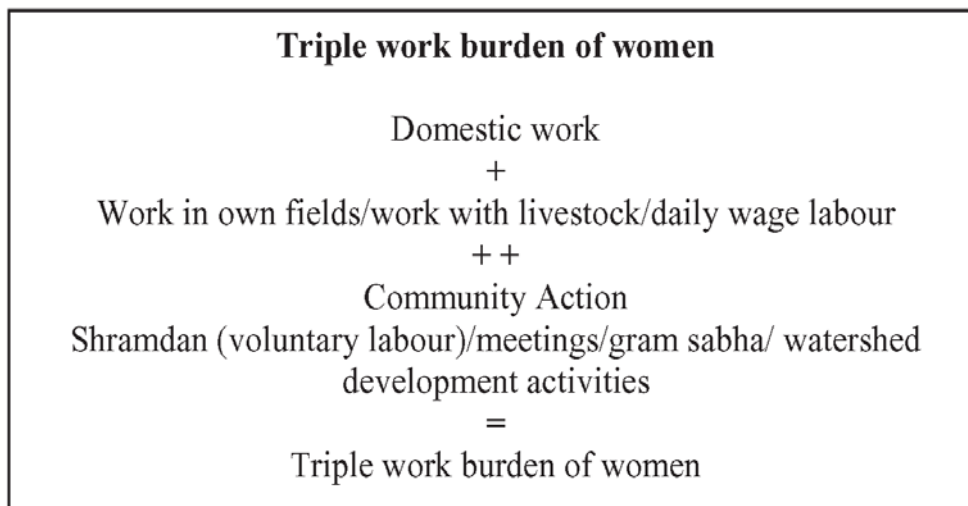 Triple work burden of women
Domestic work
+
Work in own fields/work with livestock/daily wage labour
+ +
Community Action
Shramdan (voluntary labour)/meetings/gram sabha/ watershed
development activities
=
Triple work burden of women